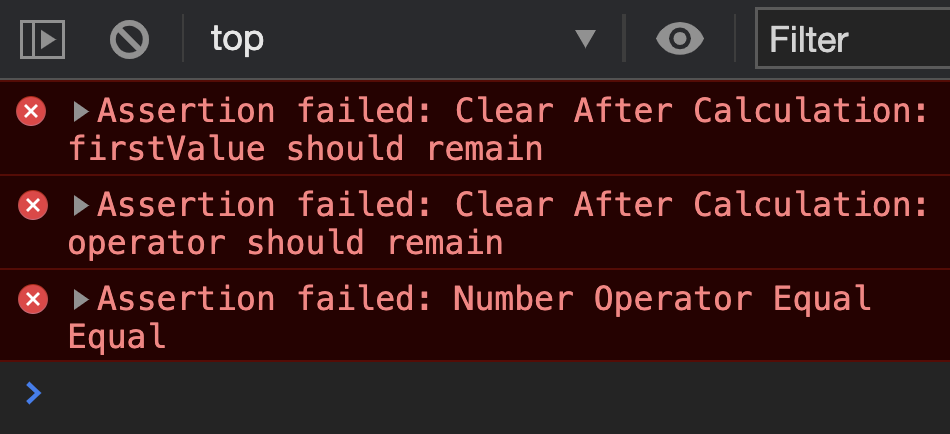 top
Filter
Assertion failed: Clear After Calculation:
firstValue should remain
Assertion failed: Clear After Calculation:
operator should remain
Assertion failed: Number Operator Equal
Equal